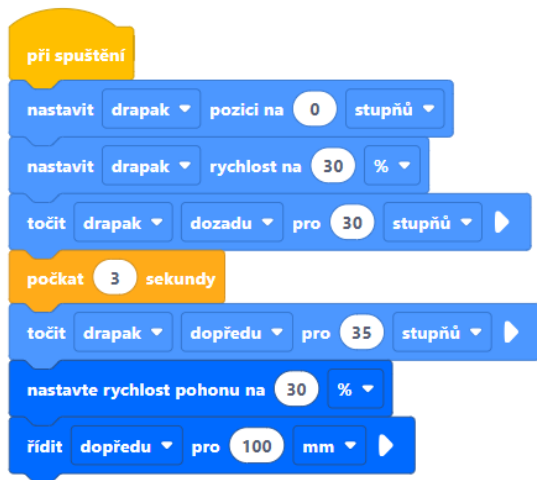 při spuštění
nastavit drapak pozici na 0 stupňů
nastavit drapak rychlost na 30 %
točit drapak dozadu pro 30 stupňů
počkat 3 sekundy
točit drapak dopředu pro 35 stupňů
nastavte rychlost pohonu na 30 %
řídit dopředu pro 100 mm